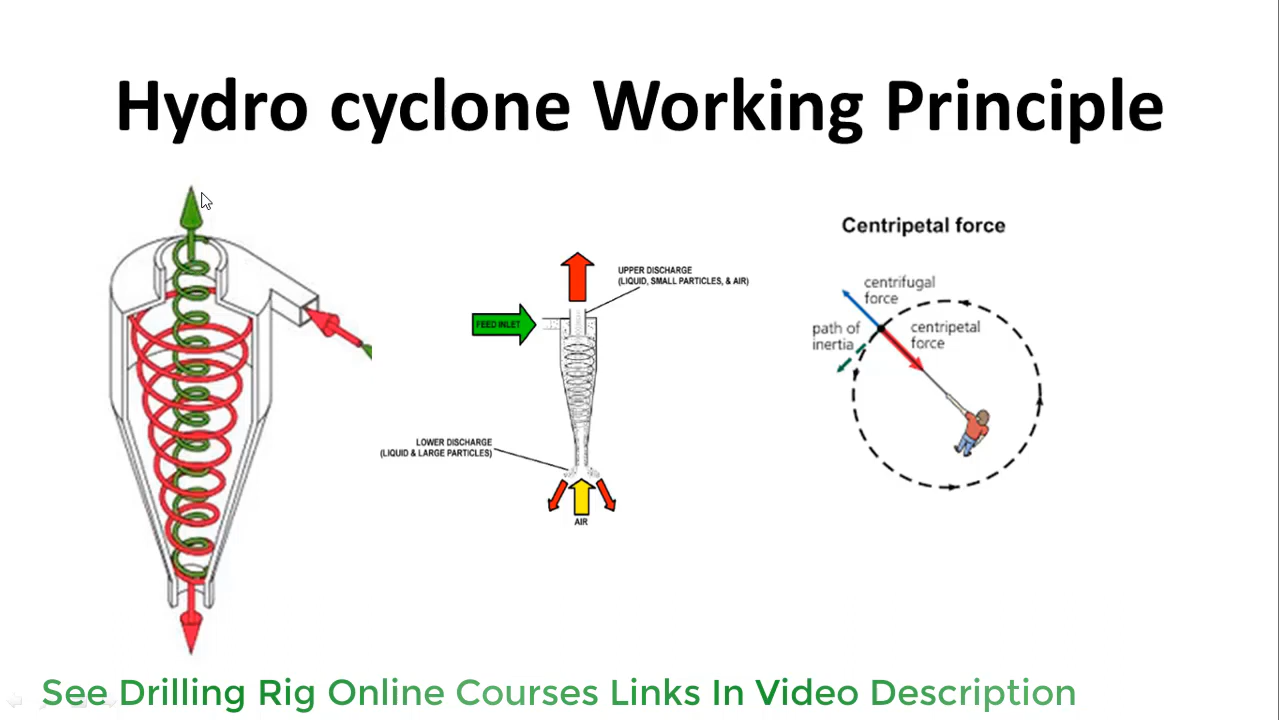 Hydro cyclone Working Principle
UPPER DISCHARGE
(LIQUID, SMALL PARTICLES, & AIR)
FEED INLET
LOWER DISCHARGE
(LIQUID & LARGE PARTICLES)
AIR
Centripetal force
centrifugal
force
path of
inertia
centripetal
force
See Drilling Rig Online Courses Links In Video Description